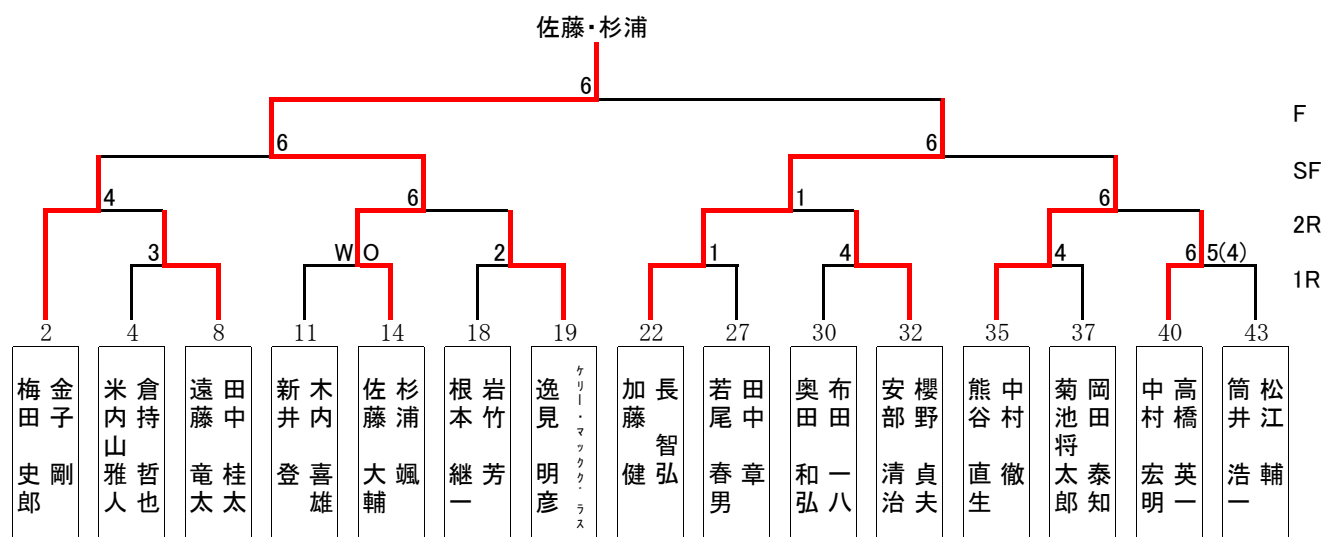 佐藤・杉浦
6
F
6
6
SF
4
6
1
6
2R
3
W O
2
1
4
4
6 5(4)
1R
2
4
8
11
14
18
19
22
27
30
32
35
37
40
43
金子 剛
梅田 史郎
倉持 哲也
米内山雅人
田中 桂太
遠藤 竜太
木内 喜雄
新井 登
杉浦 颯
佐藤 大輔
岩竹 芳
根本 継一
ケリー・マックク・ラス
逸見 明彦
長 智弘
加藤 健
田中 章
若尾 春男
布田 一八
奥田 和弘
櫻野 貞夫
安部 清治
中村 徹
熊谷 直生
岡田 泰知
菊池将太郎
高橋 英一
中村 宏明
松江 輔
筒井 浩一